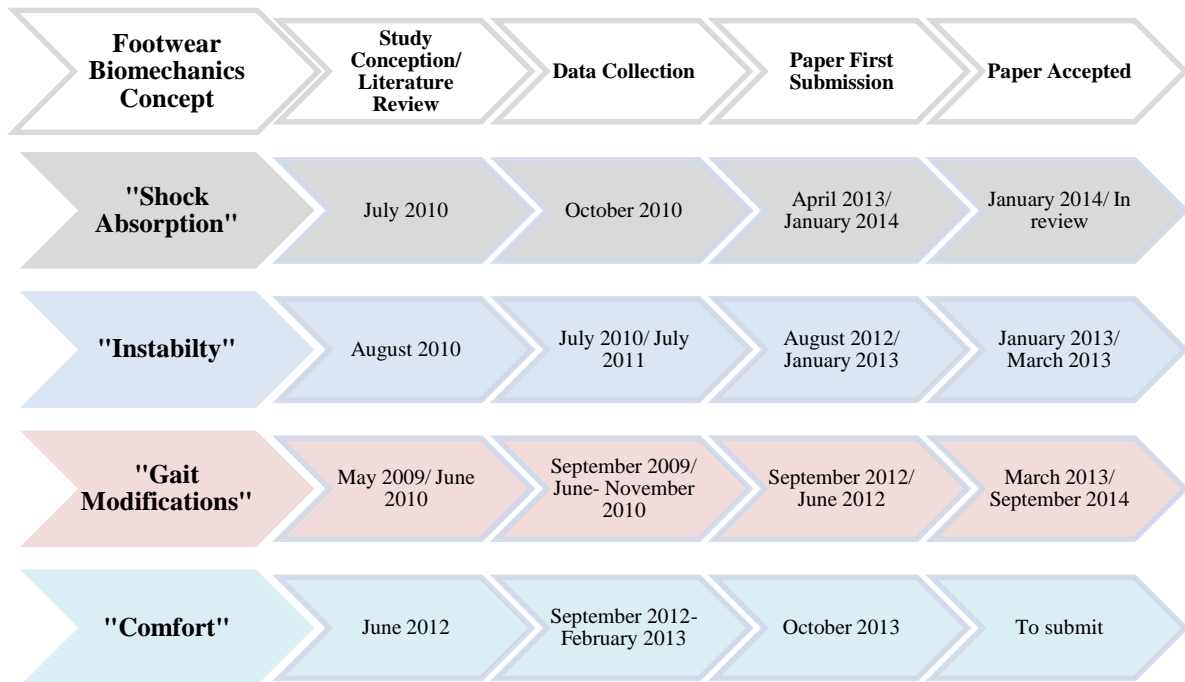 Footwear
Biomechanics
Concept
Study
Conception/
Literature
Review
Data Collection
Paper First
Submission
Paper Accepted
"Shock
Absorption"
July 2010
October 2010
April 2013/
January 2014
January 2014/ In
review
"Instabilty"
August 2010
July 2010/ July
2011
August 2012/
January 2013
January 2013/
March 2013
"Gait
Modifications"
May 2009/ June
2010
September 2009/
June- November
2010
September 2012/
June 2012
March 2013/
September 2014
"Comfort"
June 2012
September 2012-
February 2013
October 2013
To submit